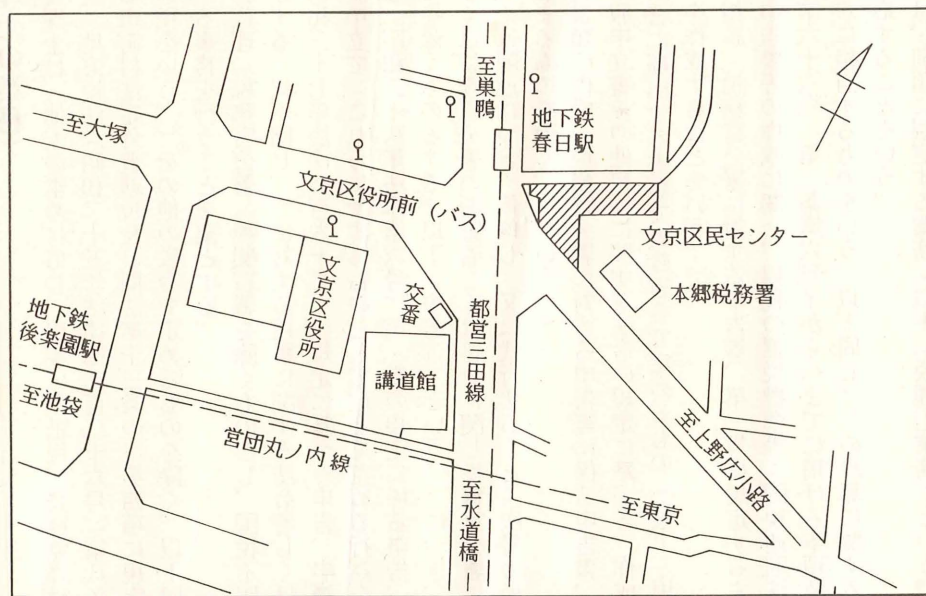 至巣鴨
地下鉄
春日駅
至大塚
文京区役所前（バス）
文京区民センター
文京区役所
交番
本郷税務署
地下鉄
後楽園駅
都営三田線
講道館
至池袋
営団丸ノ内線
至上野広小路
至水道橋
至東京